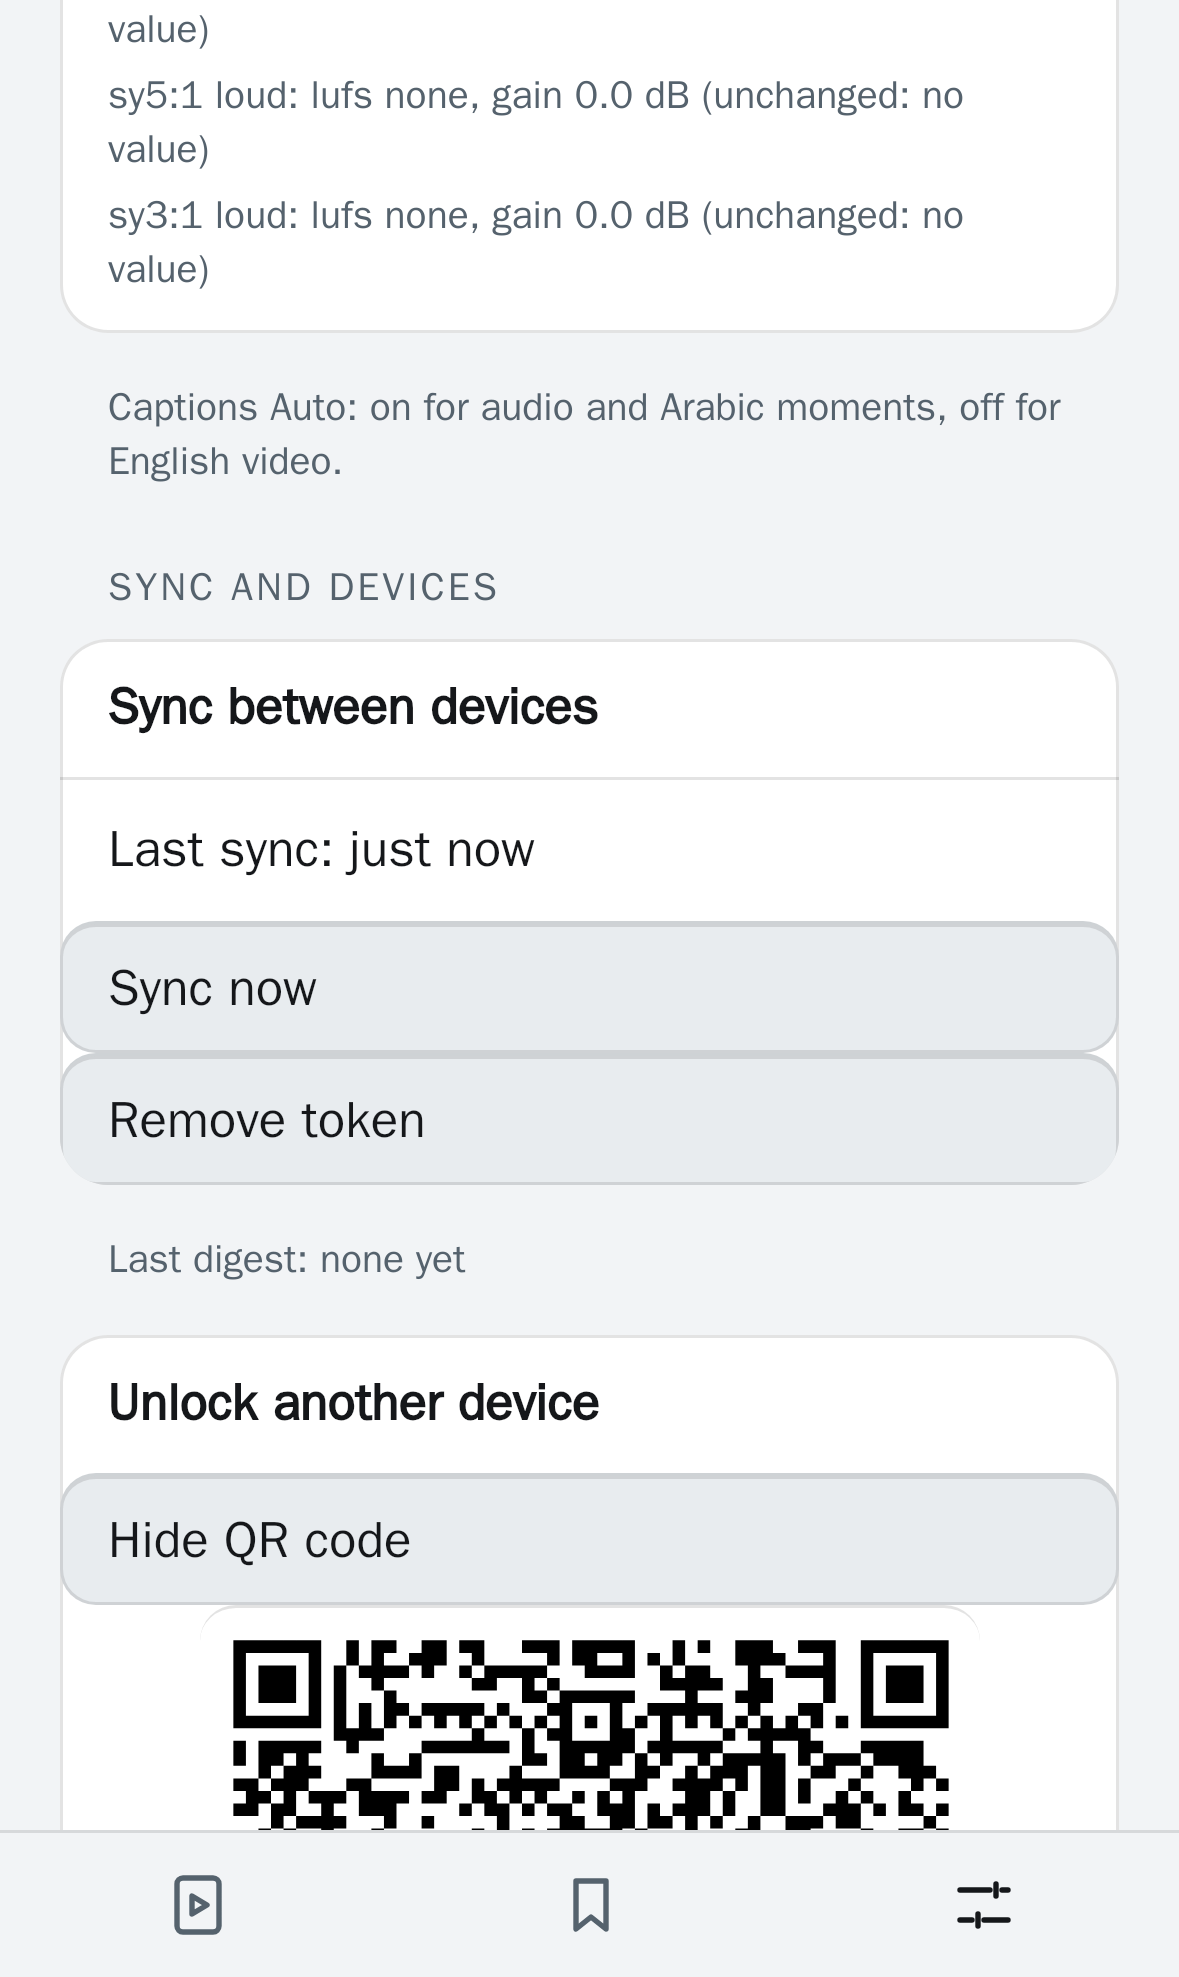 value)
sy5:1 loud: lufs none, gain 0.0 dB (unchanged: no
value)
sy3:1 loud: lufs none, gain 0.0 dB (unchanged: no
value)
Captions Auto: on for audio and Arabic moments, off for
English video.
SYNC AND DEVICES
Sync between devices
Last sync: just now
Sync now
Remove token
Last digest: none yet
Unlock another device
Hide QR code